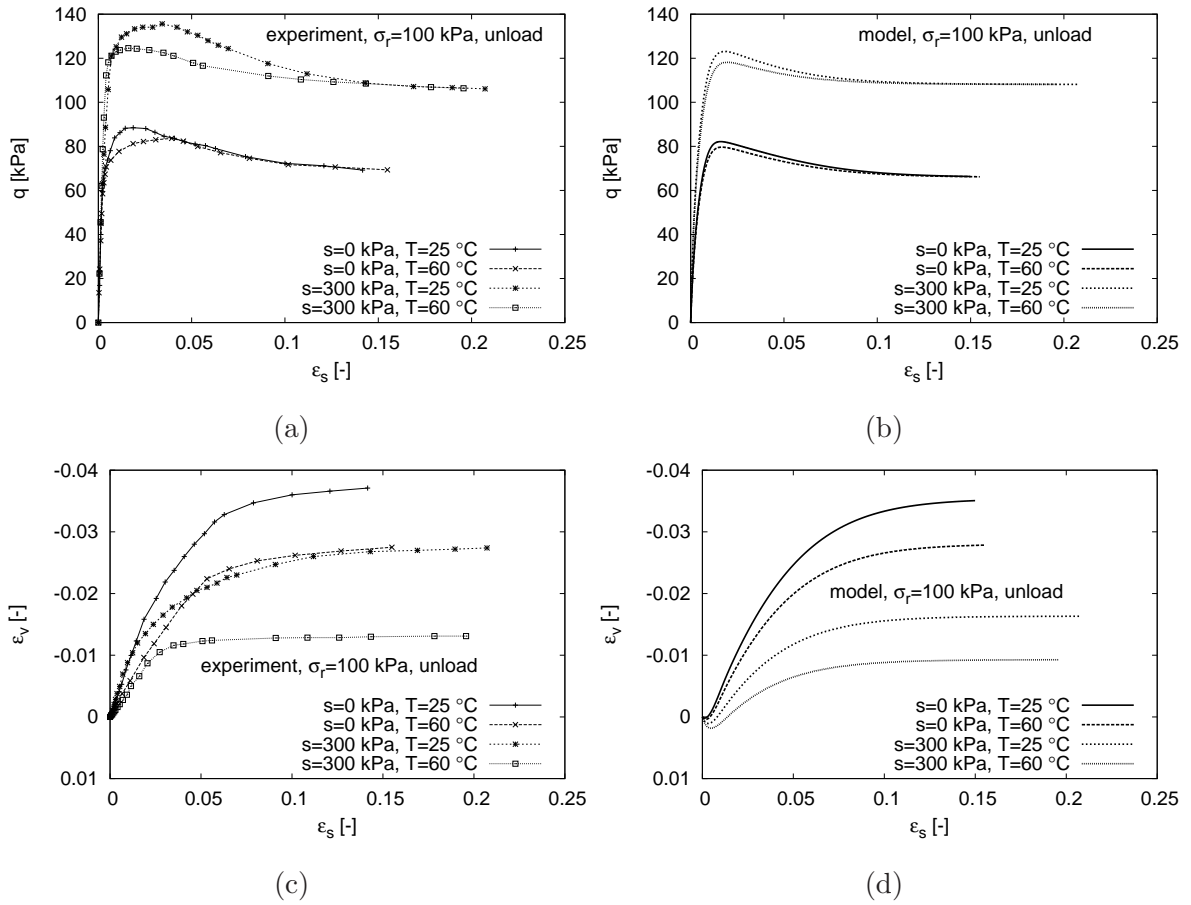 experiment, σr=100 kPa, unload
q [kPa]
140
120
100
80
60
40
20
0
s=0 kPa, T=25 °C
s=0 kPa, T=60 °C
s=300 kPa, T=25 °C
s=300 kPa, T=60 °C
0 0.05 0.1 0.15 0.2 0.25
εs [-]
(a)
model, σr=100 kPa, unload
q [kPa]
140
120
100
80
60
40
20
0
s=0 kPa, T=25 °C
s=0 kPa, T=60 °C
s=300 kPa, T=25 °C
s=300 kPa, T=60 °C
0 0.05 0.1 0.15 0.2 0.25
εs [-]
(b)
εv [-]
-0.04
-0.03
-0.02
-0.01
0
0.01
experiment, σr=100 kPa, unload
s=0 kPa, T=25 °C
s=0 kPa, T=60 °C
s=300 kPa, T=25 °C
s=300 kPa, T=60 °C
0 0.05 0.1 0.15 0.2 0.25
εs [-]
(c)
εv [-]
-0.04
-0.03
-0.02
-0.01
0
0.01
model, σr=100 kPa, unload
s=0 kPa, T=25 °C
s=0 kPa, T=60 °C
s=300 kPa, T=25 °C
s=300 kPa, T=60 °C
0 0.05 0.1 0.15 0.2 0.25
εs [-]
(d)